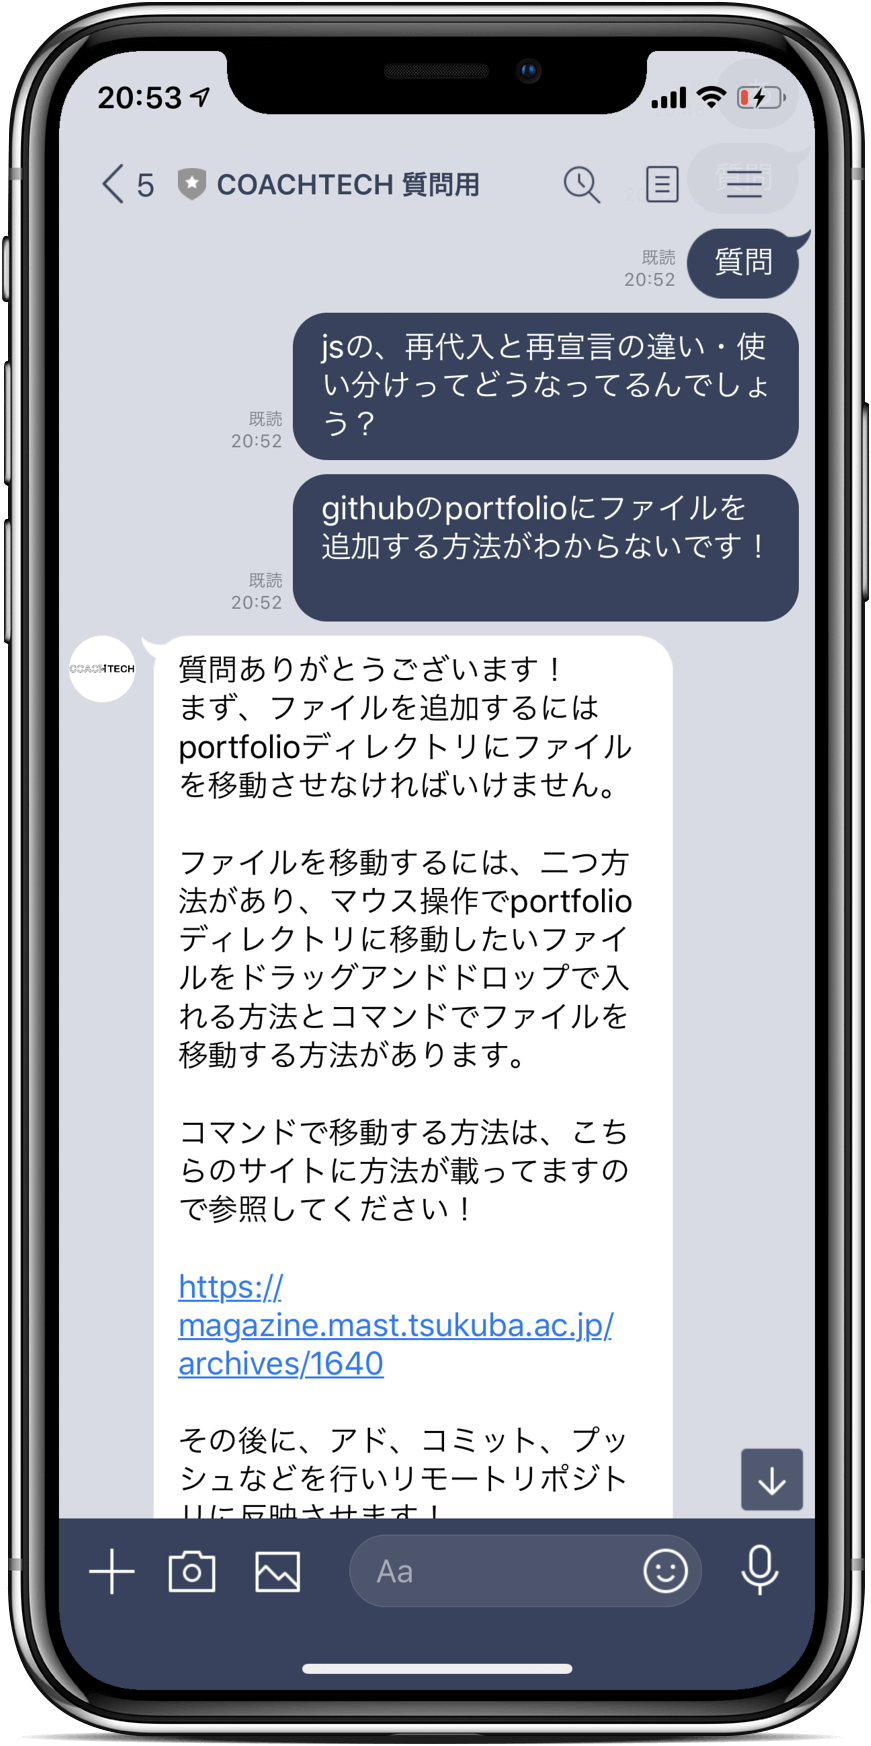 20:53
5 COACHTECH 質問用
質問
既読
20:52
質問
jsの、再代入と再宣言の違い・使
い分けってどうなってるんでしょ
う？
既読
20:52
githubのportfolioにファイルを
追加する方法がわからないです！
既読
20:52
COACHTECH
質問ありがとうございます！
まず、ファイルを追加するには
portfolioディレクトリにファイル
を移動させなければいけません。
ファイルを移動するには、二つ方
法があり、マウス操作でportfolio
ディレクトリに移動したいファイ
ルをドラッグアンドドロップで入
れる方法とコマンドでファイルを
移動する方法があります。
コマンドで移動する方法は、こち
らのサイトに方法が載ってますの
で参照してください！
https://
magazine.mast.tsukuba.ac.jp/
archives/1640
その後に、アド、コミット、プッ
シュなどを行いリモートリポジト
リに反映させます！
Aa